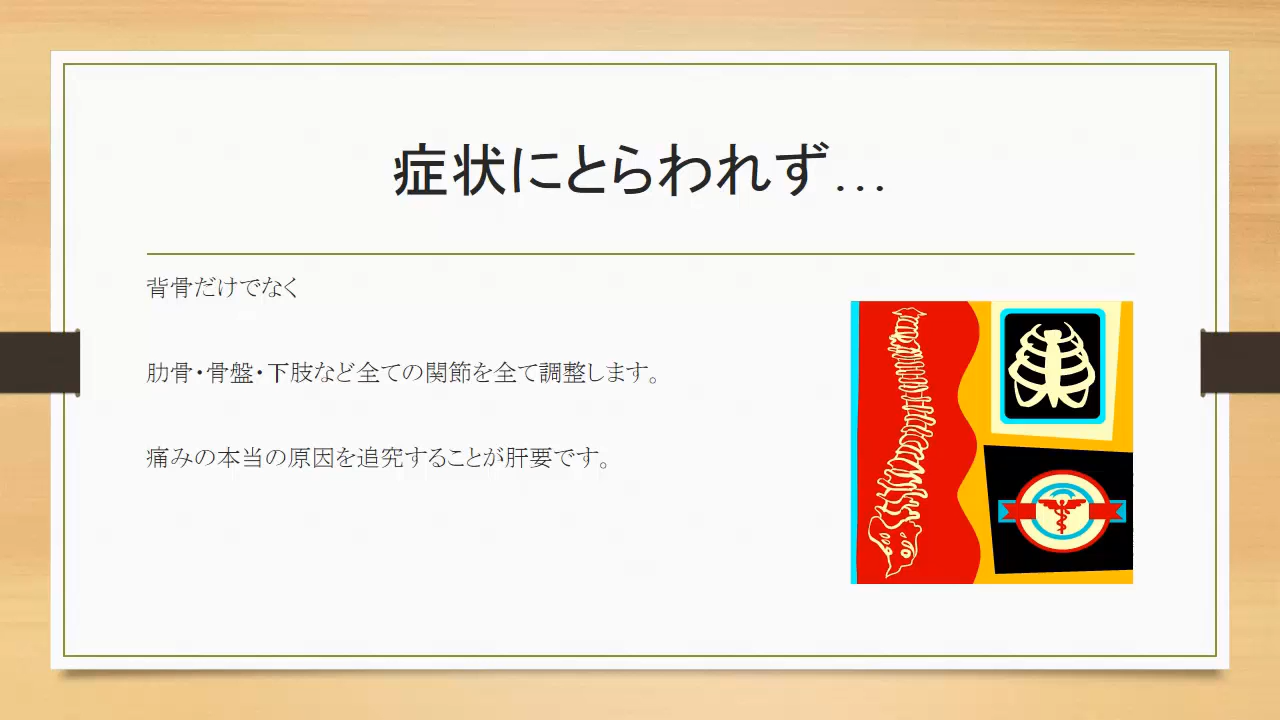 症状にとらわれず…
背骨だけでなく
肋骨・骨盤・下肢など全ての関節を全て調整します。
痛みの本当の原因を追究することが肝要です。